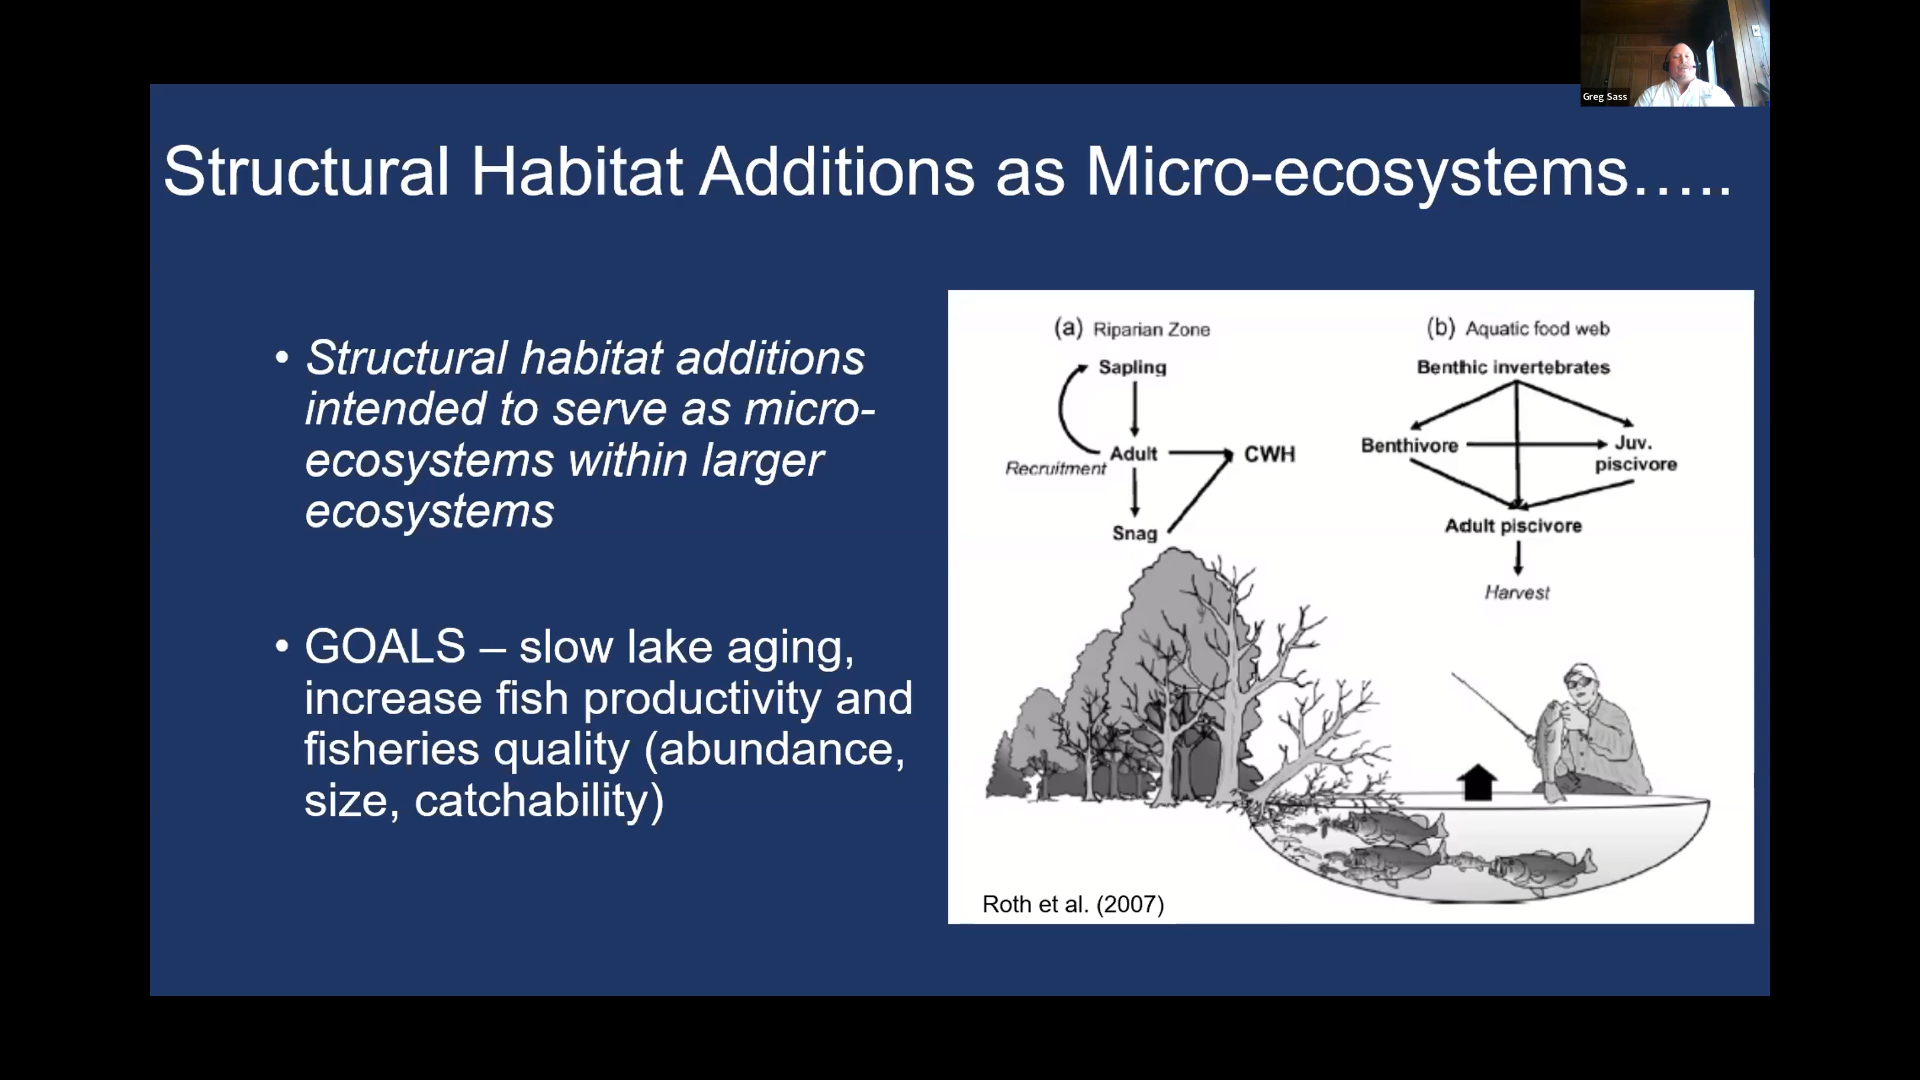 Greg Sass
Structural Habitat Additions as Micro-ecosystems…..
• Structural habitat additions
intended to serve as micro-
ecosystems within larger
ecosystems
• GOALS – slow lake aging,
increase fish productivity and
fisheries quality (abundance,
size, catchability)
(a) Riparian Zone
Sapling
Adult
CWH
Recruitment
Snag
(b) Aquatic food web
Benthic invertebrates
Benthivore
Juv.
piscivore
Adult piscivore
Harvest
Roth et al. (2007)